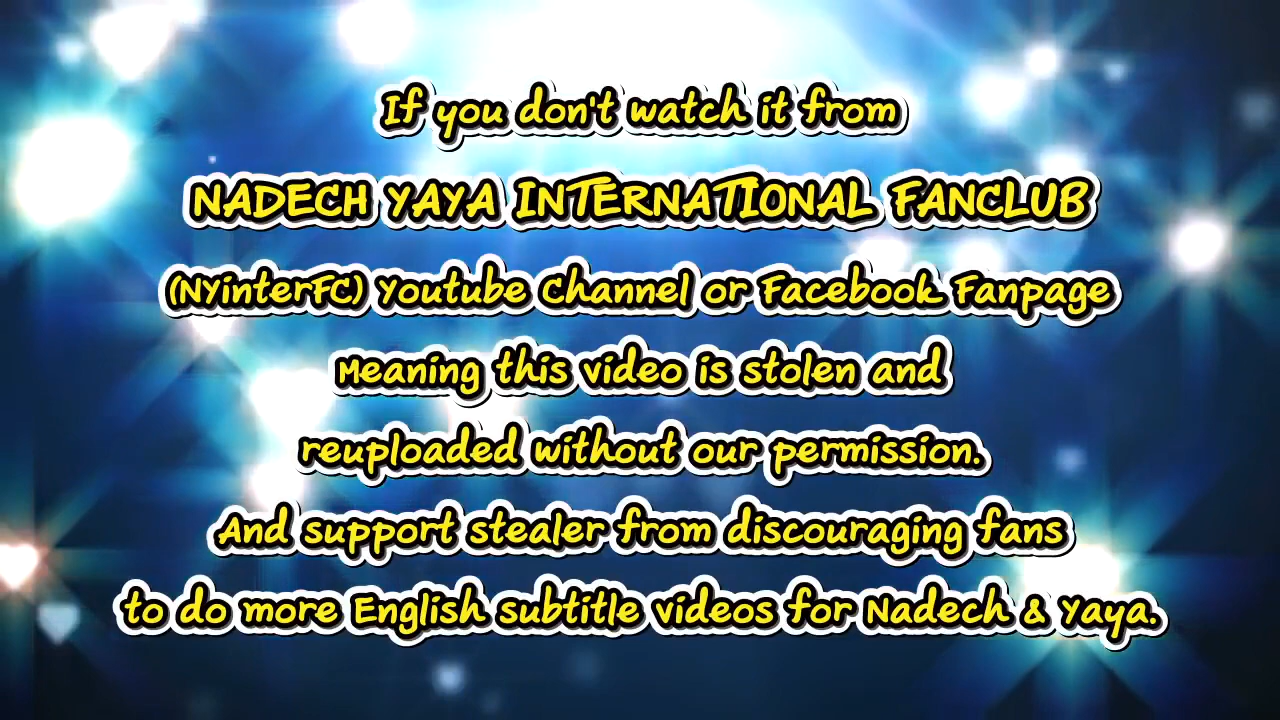 If you don't watch it from
NADECH YAYA INTERNATIONAL FANCLUB
(NYinterFC) Youtube Channel or Facebook Fanpage
Meaning this video is stolen and
reuploaded without our permission.
And support stealer from discouraging fans
to do more English subtitle videos for Nadech & Yaya.